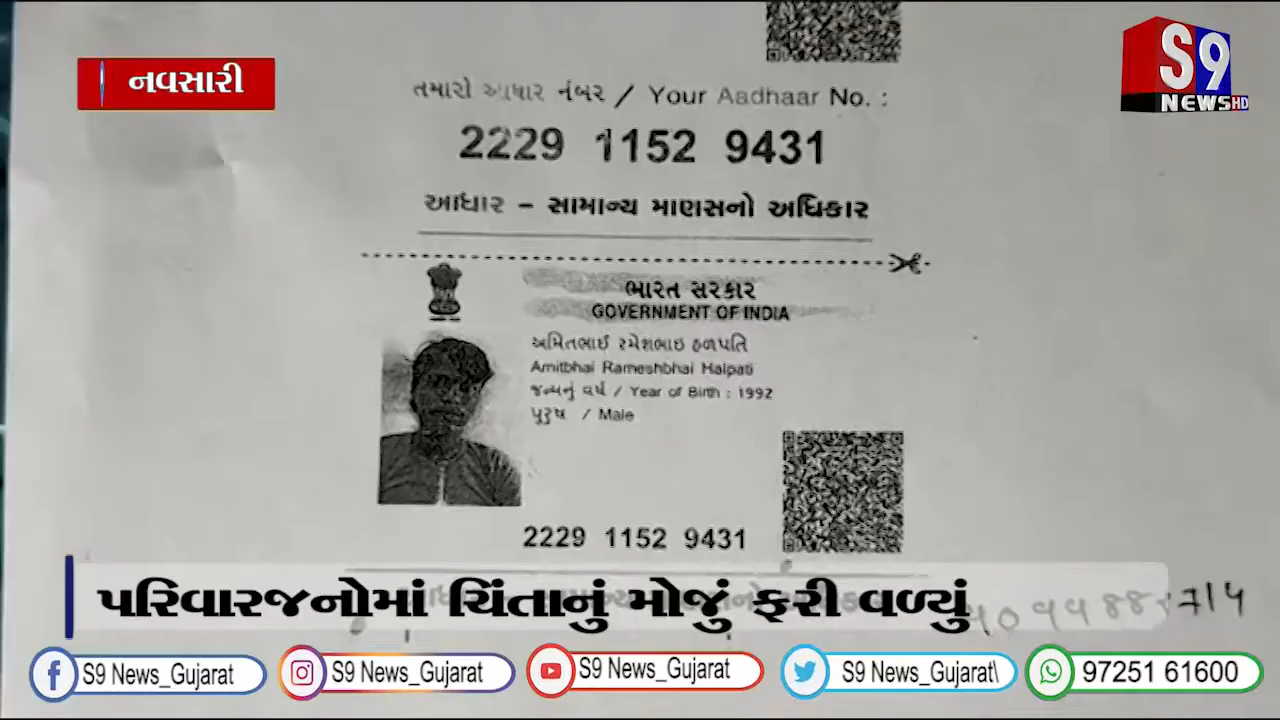 નવસારી
S9
NEWS HD
તમારો આધાર નંબર / Your Aadhaar No. :
2229 1152 9431
આધાર – સામાન્ય માણસનો અધિકાર
ભારત સરકાર
GOVERNMENT OF INDIA
અમિતભાઈ રમેશભાઇ હળપતિ
Amitbhai Rameshbhai Halpati
જન્મનું વર્ષ / Year of Birth : 1992
પુરુષ / Male
2229 1152 9431
પરિવારજનોમાં ચિંતાનું મોજું ફરી વળ્યું
S9 News_Gujarat
S9 News_Gujarat
S9 News_Gujarat
S9 News_Gujarat\
97251 61600